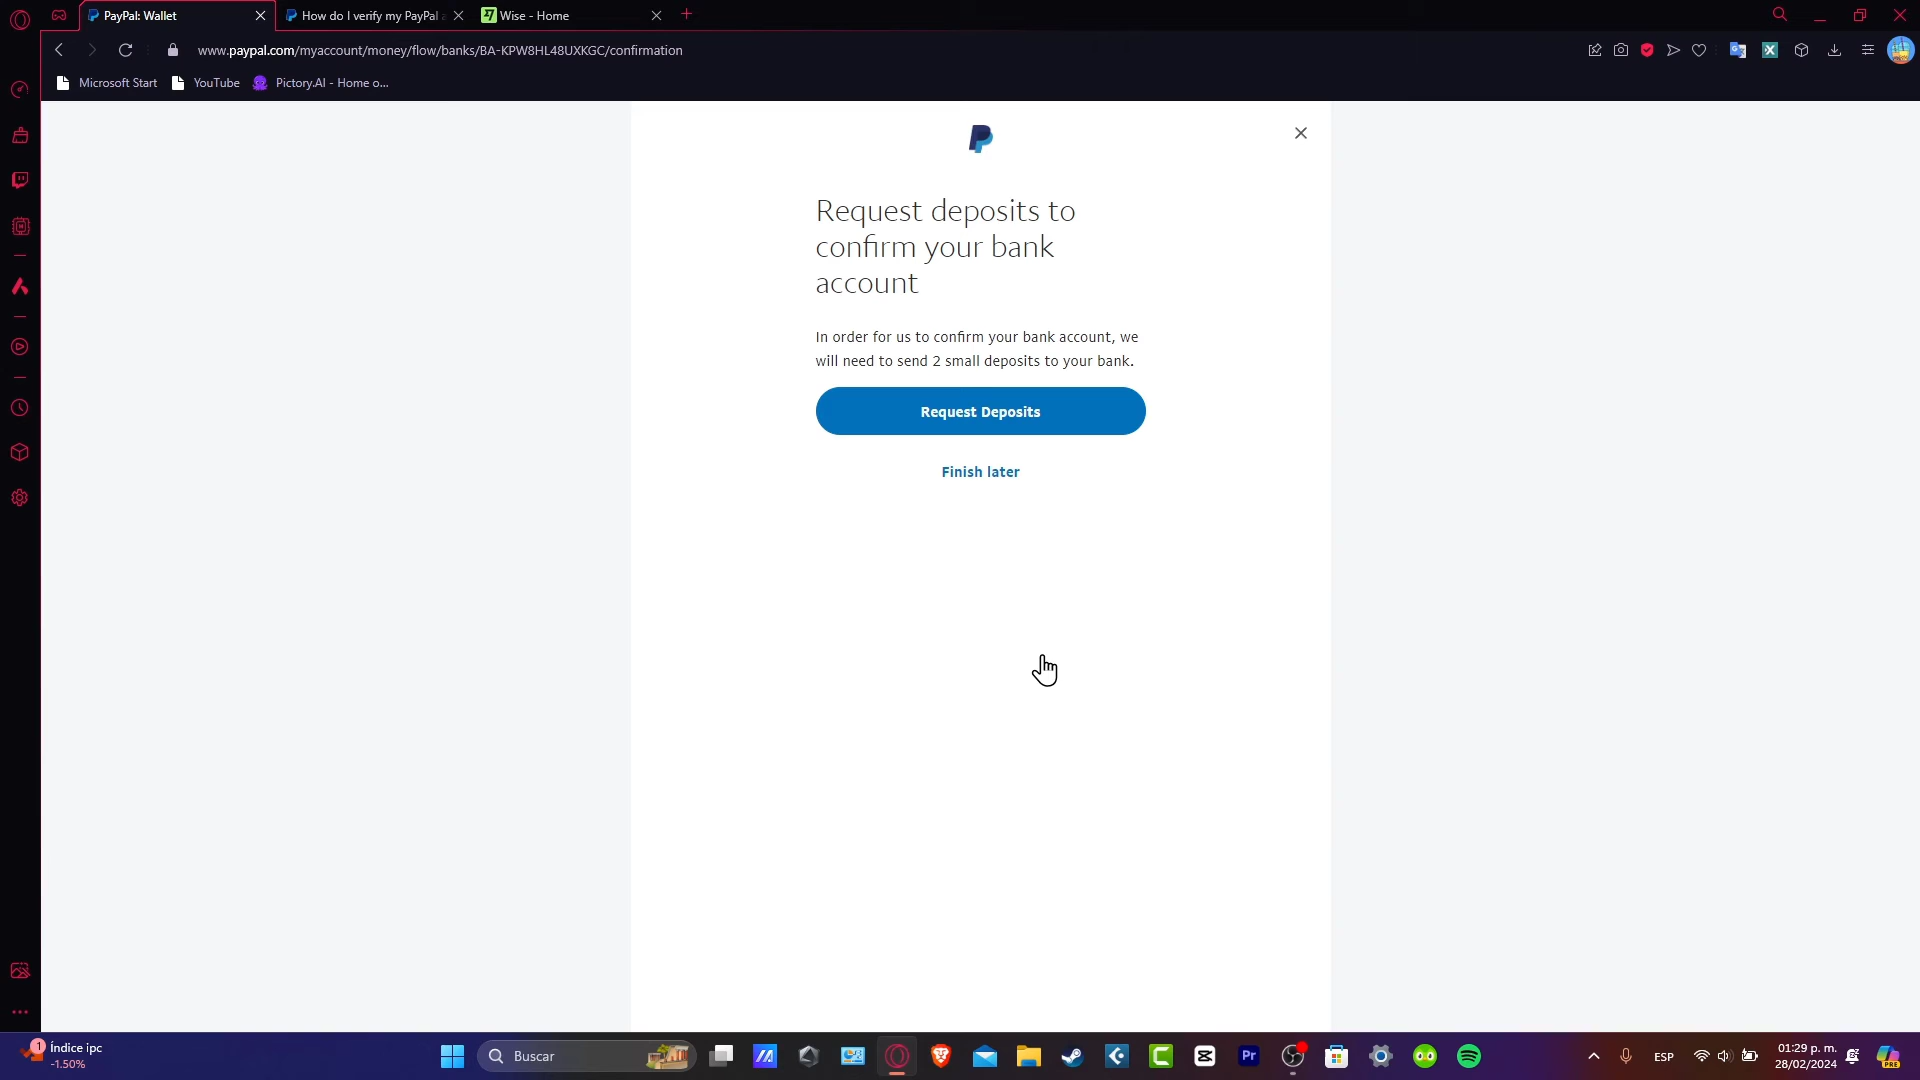 PayPal: Wallet
How do I verify my PayPal a
Wise - Home
www.paypal.com/myaccount/money/flow/banks/BA-KPW8HL48UXKGC/confirmation
Microsoft Start
YouTube
Pictory.AI - Home o...
Request deposits to
confirm your bank
account
In order for us to confirm your bank account, we
will need to send 2 small deposits to your bank.
Request Deposits
Finish later
1
Índice ipc
-1.50%
Buscar
Pr
ESP
01:29 p. m.
28/02/2024
PRE